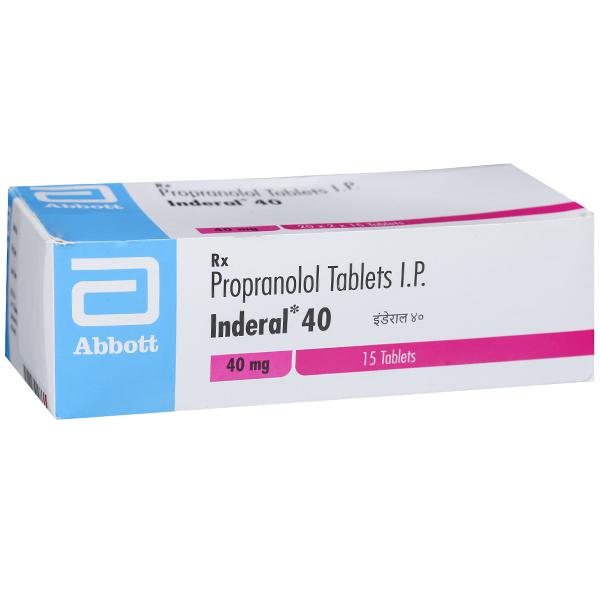 Rx
Propranolol Tablets I.P.
Inderal* 40
40 mg
20 x 2 x 15 Tablets
Abbott
Rx
Propranolol Tablets I.P.
Inderal* 40 इंडेराल ४०
40 mg
15 Tablets
Abbott